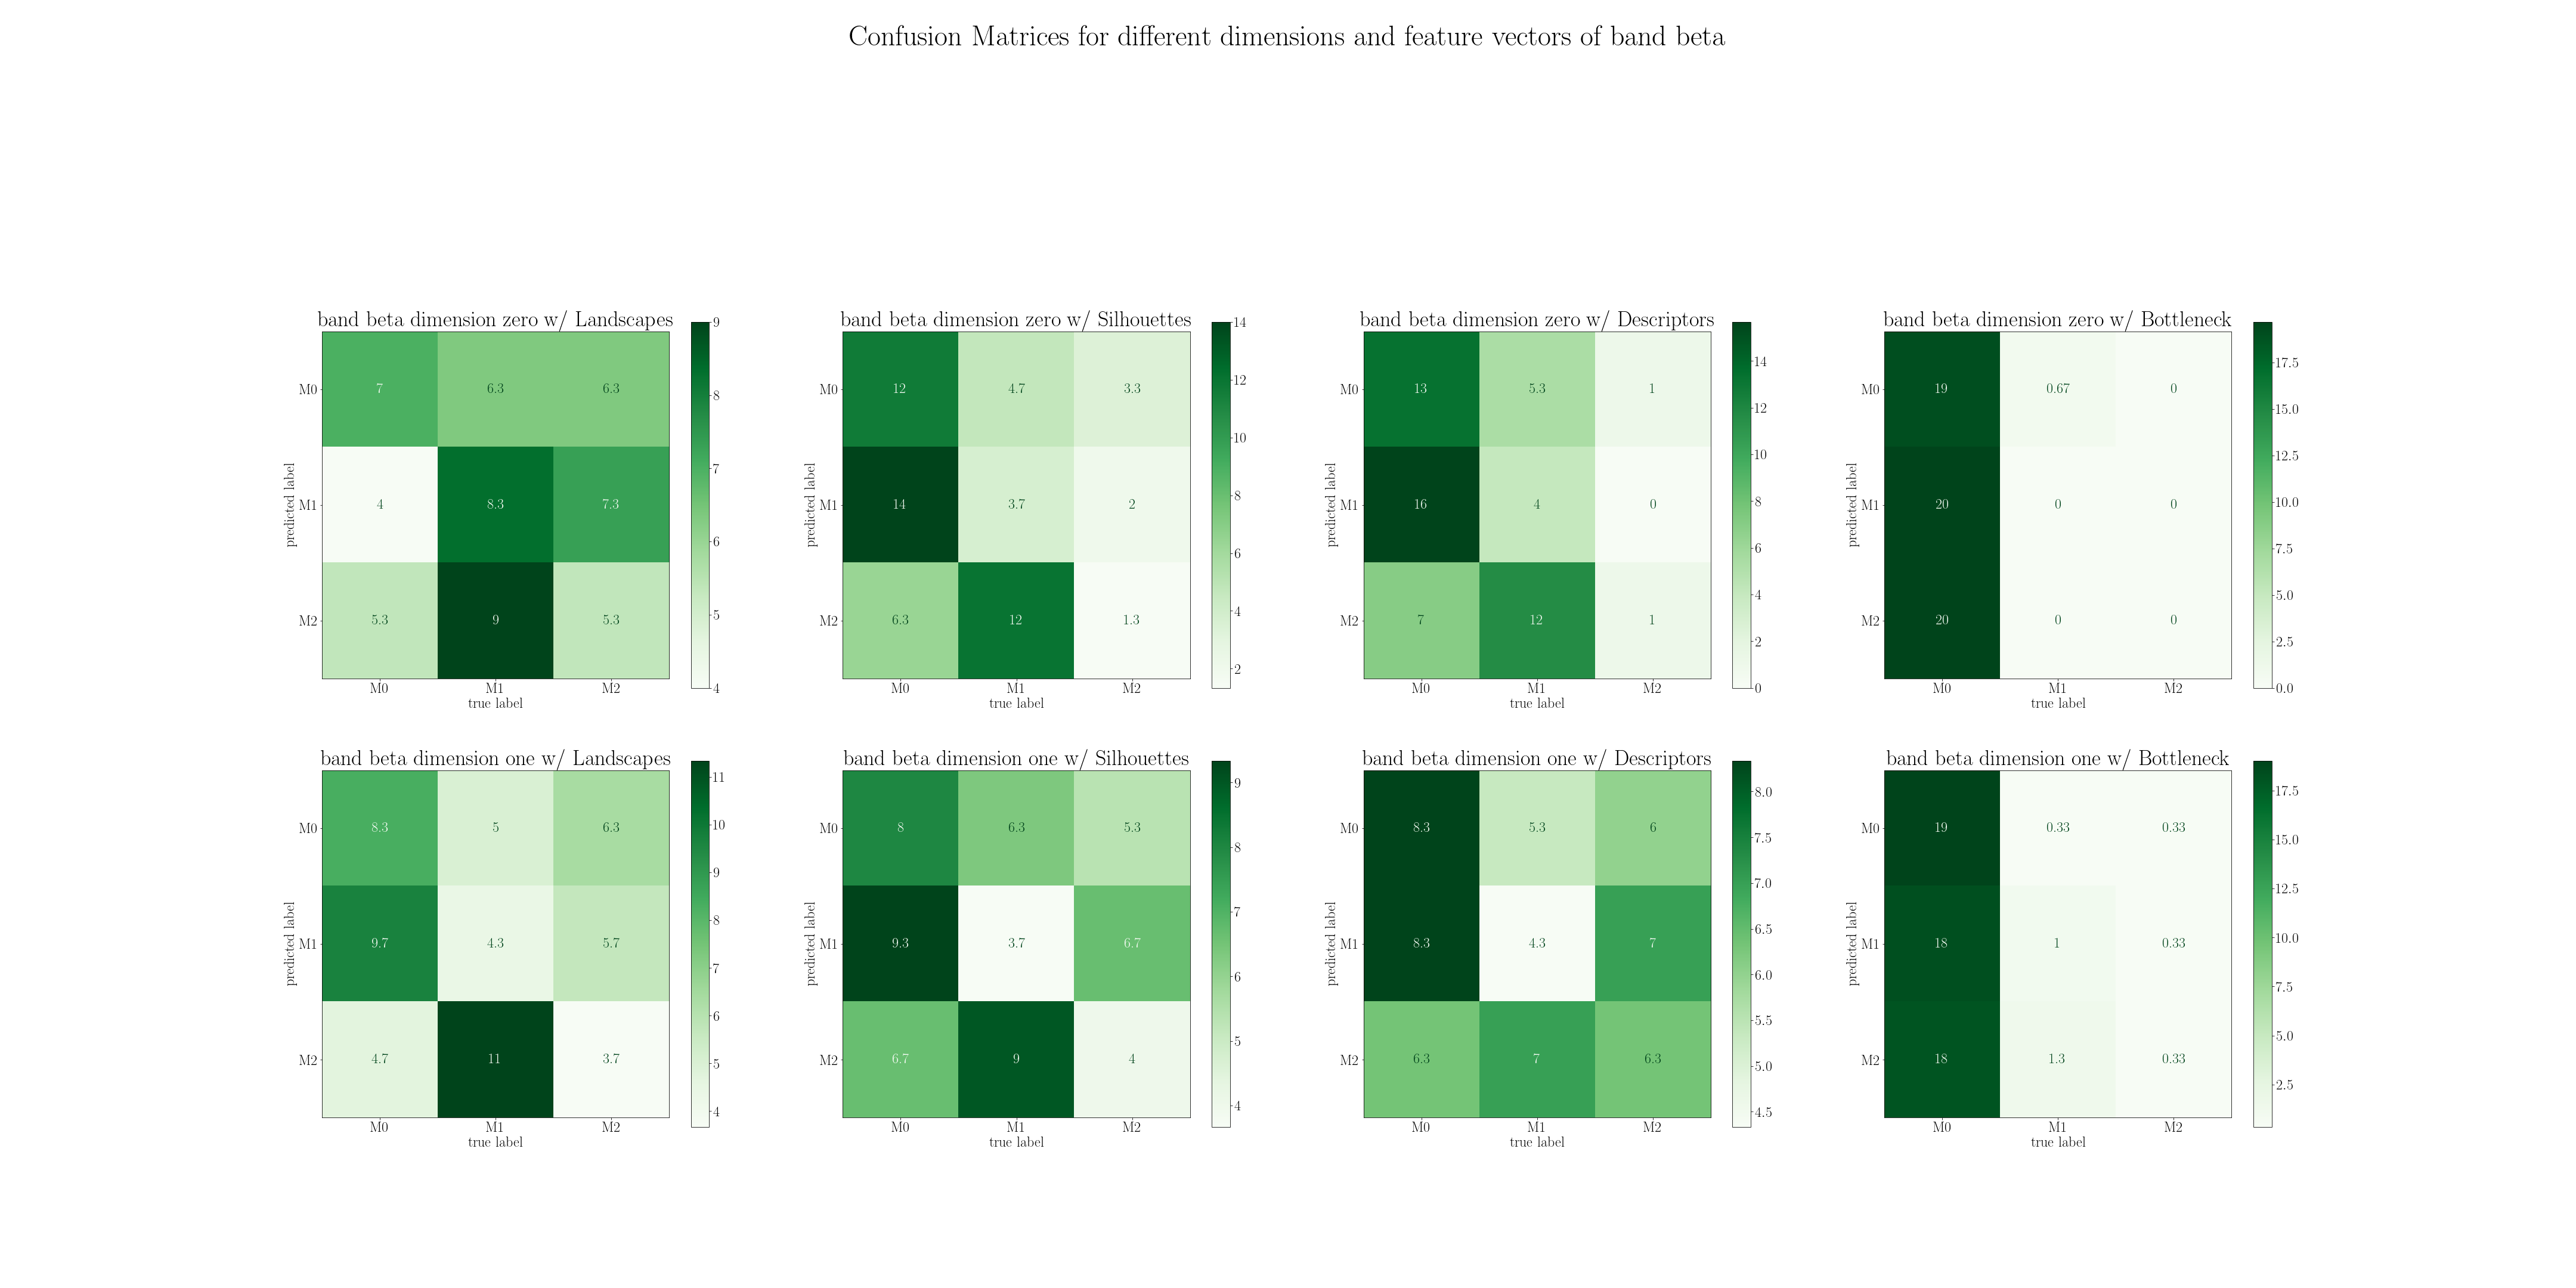 Confusion Matrices for different dimensions and feature vectors of band beta
band beta dimension zero w/ Landscapes
M0 7 6.3 6.3
M1 4 8.3 7.3
M2 5.3 9 5.3
M0 M1 M2
true label
predicted label
9
8
7
6
5
4
band beta dimension zero w/ Silhouettes
M0 12 4.7 3.3
M1 14 3.7 2
M2 6.3 12 1.3
M0 M1 M2
true label
predicted label
14
12
10
8
6
4
2
band beta dimension zero w/ Descriptors
M0 13 5.3 1
M1 16 4 0
M2 7 12 1
M0 M1 M2
true label
predicted label
14
12
10
8
6
4
2
0
band beta dimension zero w/ Bottleneck
M0 19 0.67 0
M1 20 0 0
M2 20 0 0
M0 M1 M2
true label
predicted label
17.5
15.0
12.5
10.0
7.5
5.0
2.5
0.0
band beta dimension one w/ Landscapes
M0 8.3 5 6.3
M1 9.7 4.3 5.7
M2 4.7 11 3.7
M0 M1 M2
true label
predicted label
11
10
9
8
7
6
5
4
band beta dimension one w/ Silhouettes
M0 8 6.3 5.3
M1 9.3 3.7 6.7
M2 6.7 9 4
M0 M1 M2
true label
predicted label
9
8
7
6
5
4
band beta dimension one w/ Descriptors
M0 8.3 5.3 6
M1 8.3 4.3 7
M2 6.3 7 6.3
M0 M1 M2
true label
predicted label
8.0
7.5
7.0
6.5
6.0
5.5
5.0
4.5
band beta dimension one w/ Bottleneck
M0 19 0.33 0.33
M1 18 1 0.33
M2 18 1.3 0.33
M0 M1 M2
true label
predicted label
17.5
15.0
12.5
10.0
7.5
5.0
2.5